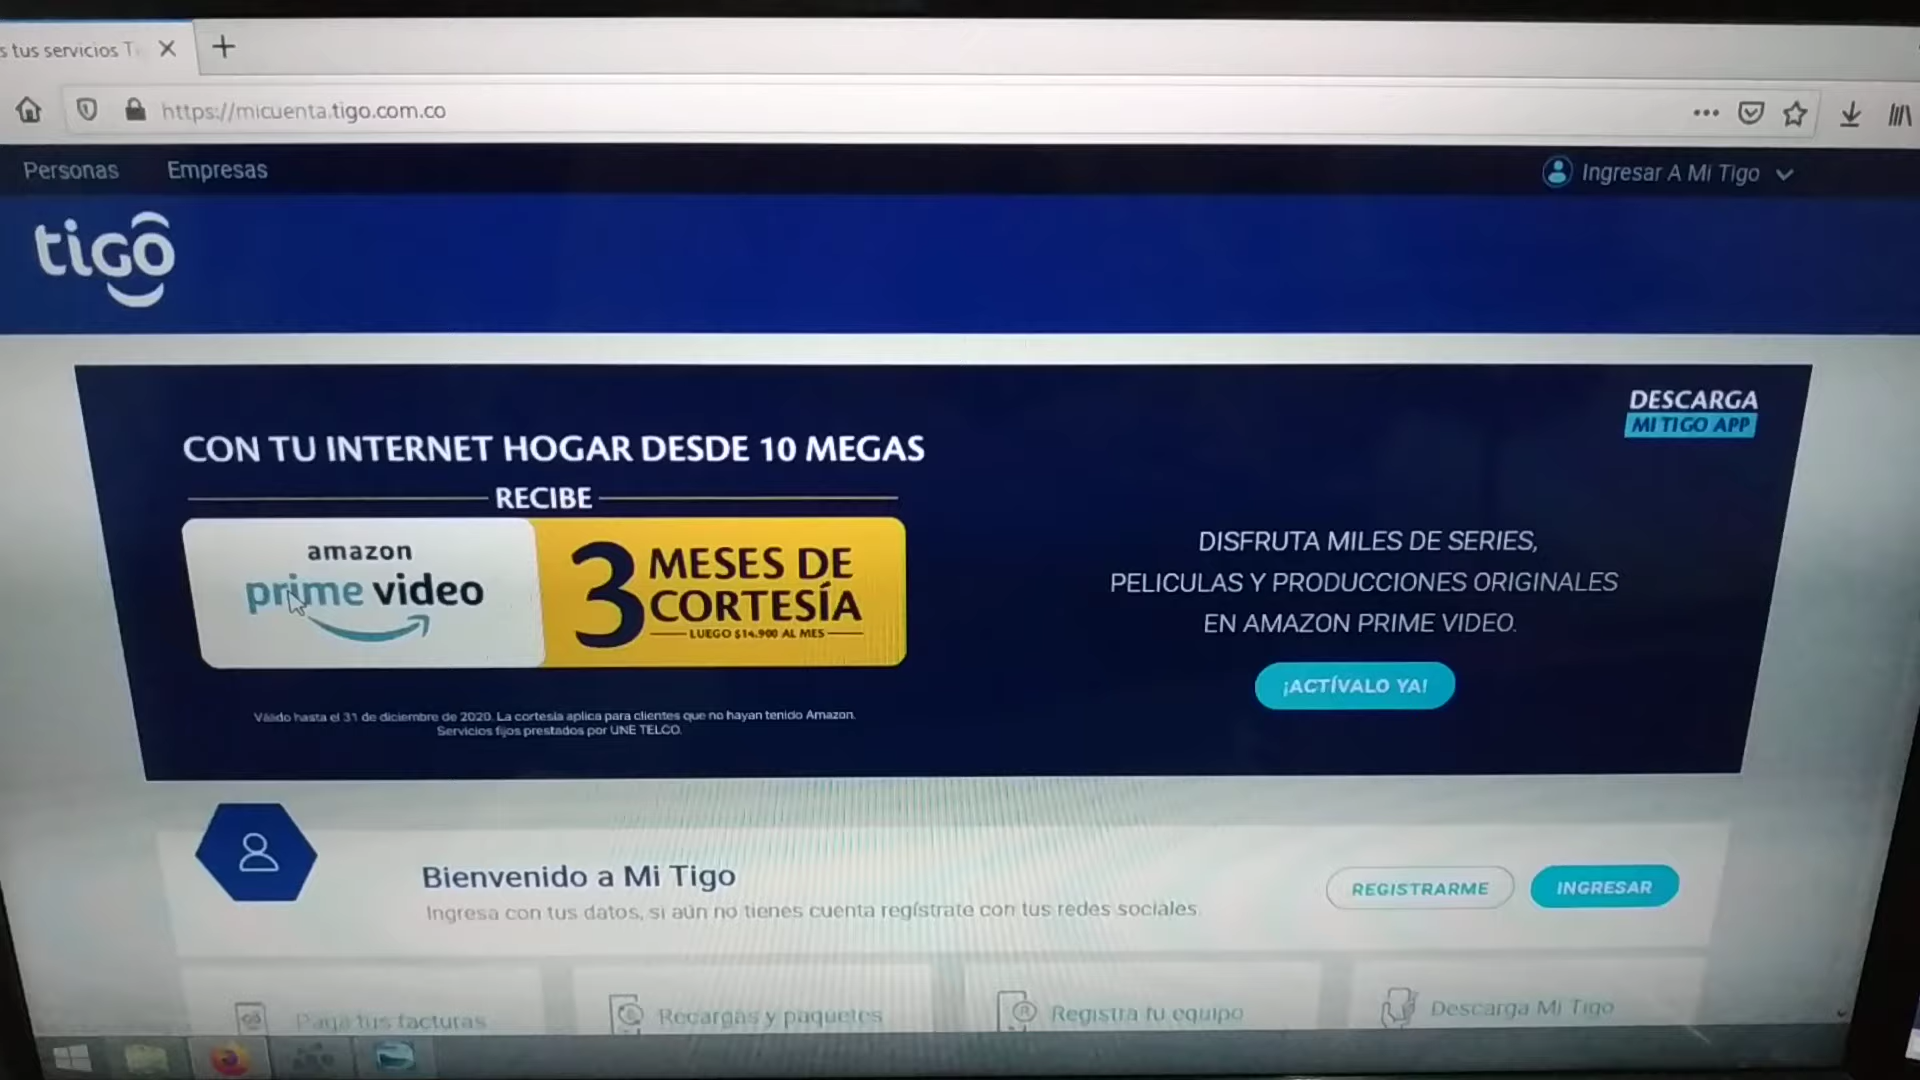 s tus servicios T
https://micuenta.tigo.com.co
Personas Empresas
Ingresar A Mi Tigo
tigo
DESCARGA
MI TIGO APP
CON TU INTERNET HOGAR DESDE 10 MEGAS
RECIBE
amazon
prime video
3 MESES DE
CORTESÍA
LUEGO $14.900 AL MES
DISFRUTA MILES DE SERIES,
PELICULAS Y PRODUCCIONES ORIGINALES
EN AMAZON PRIME VIDEO.
¡ACTÍVALO YA!
Válido hasta el 31 de diciembre de 2020. La cortesía aplica para clientes que no hayan tenido Amazon.
Servicios fijos prestados por UNE TELCO.
Bienvenido a Mi Tigo
Ingresa con tus datos, si aún no tienes cuenta regístrate con tus redes sociales.
REGISTRARME
INGRESAR
Paga tus facturas
Recargas y paquetes
Registra tu equipo
Descarga Mi Tigo